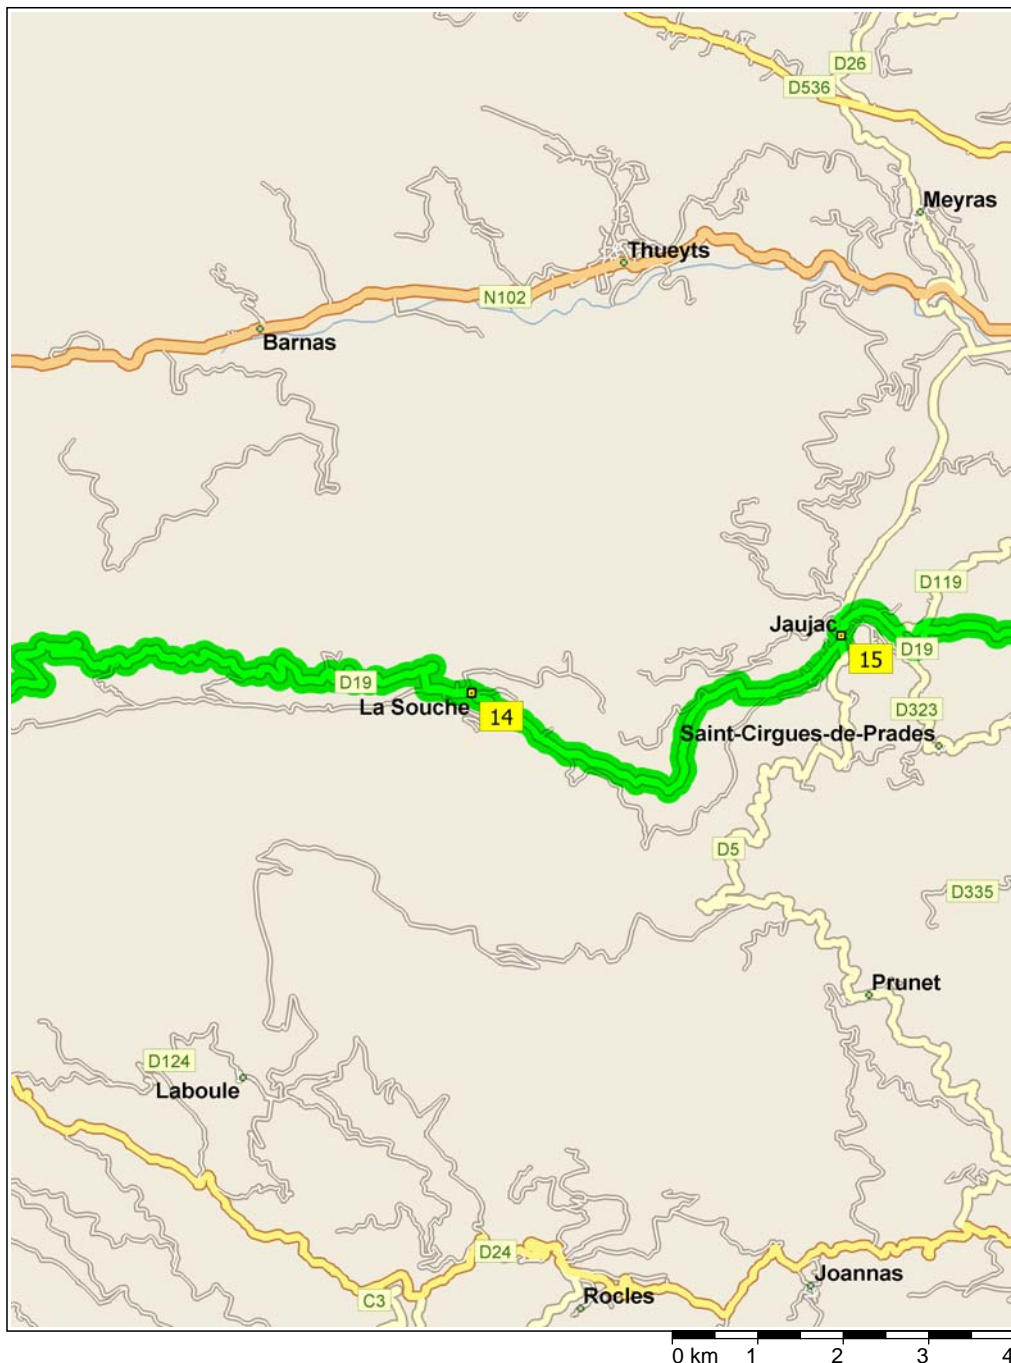 D26
D536
Meyras
Thueyts
N102
Barnas
D119
Jaujac
D19
15
D19
La Souche
14
D323
Saint-Cirgues-de-Prades
D5
D335
Prunet
D124
Laboule
D24
Joannas
C3
Rocles
0 km 1 2 3 4